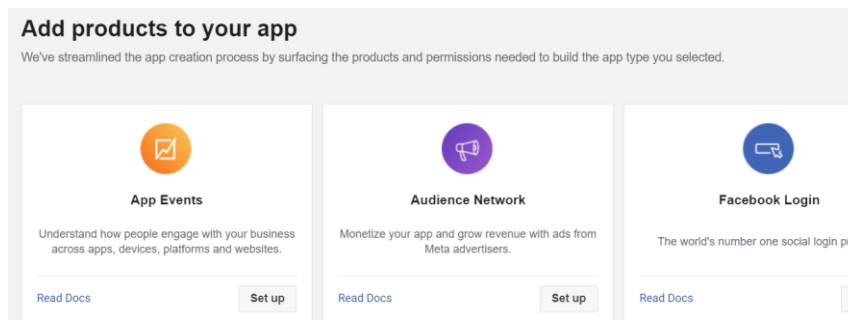 Add products to your app
We've streamlined the app creation process by surfacing the products and permissions needed to build the app type you selected.
App Events
Understand how people engage with your business
across apps, devices, platforms and websites.
Read Docs
Set up
Audience Network
Monetize your app and grow revenue with ads from
Meta advertisers.
Read Docs
Set up
Facebook Login
The world's number one social login
Read Docs